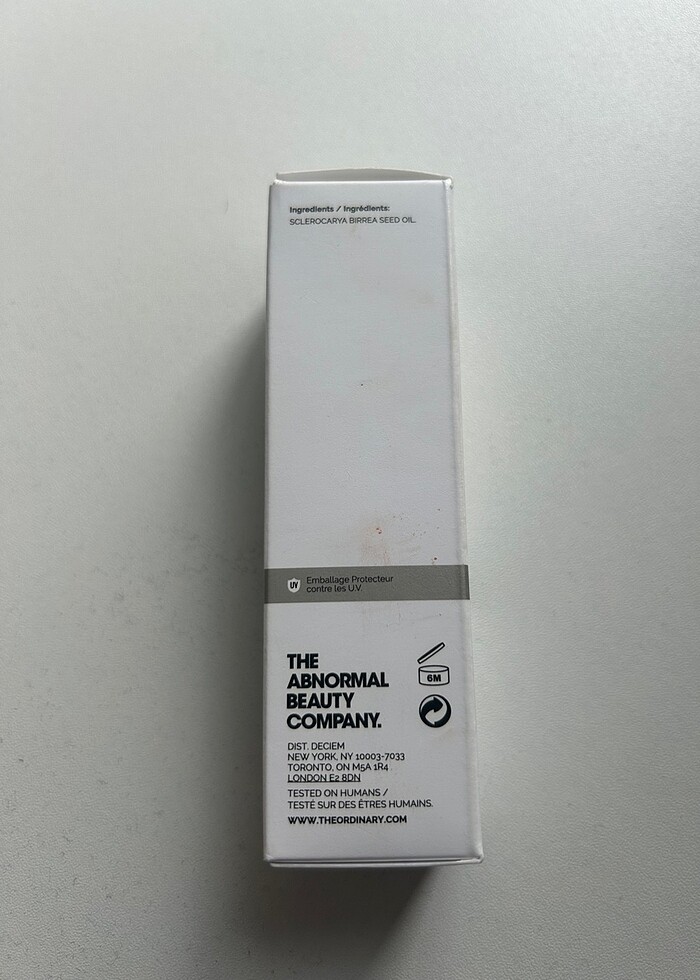 Ingredients / Ingrédients:
SCLEROCARYA BIRREA SEED OIL.
UV
Emballage Protecteur
contre les U.V.
THE
ABNORMAL
BEAUTY
COMPANY.
6M
DIST. DECIEM
NEW YORK, NY 10003-7033
TORONTO, ON M5A 1R4
LONDON E2 8DN
TESTED ON HUMANS /
TESTÉ SUR DES ÊTRES HUMAINS.
WWW.THEORDINARY.COM